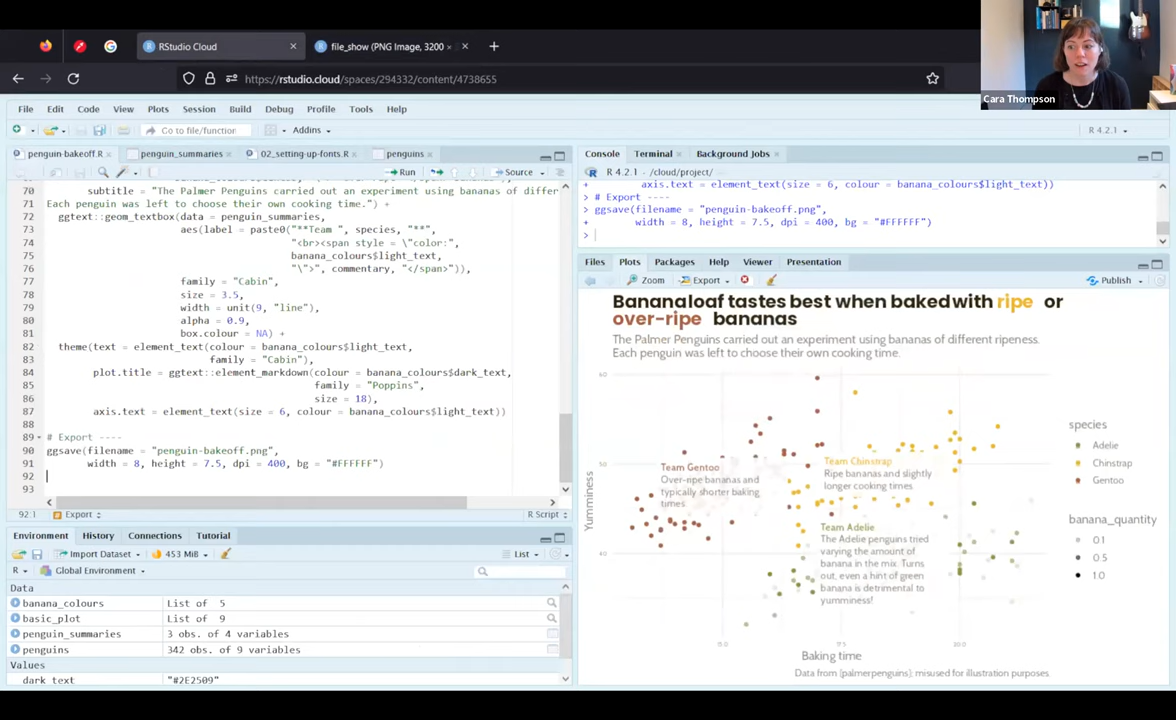 RStudio Cloud
file_show (PNG Image, 3200 ×
https://rstudio.cloud/spaces/294332/content/4738655
Cara Thompson
File Edit Code View Plots Session Build Debug Profile Tools Help
Go to file/function
Addins
R 4.2.1
penguin-bakeoff.R
penguin_summaries
02_setting-up-fonts.R
penguins
Run
Source
70 subtitle = "The Palmer Penguins carried out an experiment using bananas of differ
71 Each penguin was left to choose their own cooking time.") +
72 ggtext::geom_textbox(data = penguin_summaries,
73 aes(label = paste0("**Team ", species, "**",
74 "<br><span style = \"color:",
75 banana_colours$light_text,
76 "\">", commentary, "</span>")),
77 family = "Cabin",
78 size = 3.5,
79 width = unit(9, "line"),
80 alpha = 0.9,
81 box.colour = NA) +
82 theme(text = element_text(colour = banana_colours$light_text,
83 family = "Cabin"),
84 plot.title = ggtext::element_markdown(colour = banana_colours$dark_text,
85 family = "Poppins",
86 size = 18),
87 axis.text = element_text(size = 6, colour = banana_colours$light_text))
88
89 # Export ----
90 ggsave(filename = "penguin-bakeoff.png",
91 width = 8, height = 7.5, dpi = 400, bg = "#FFFFFF")
92
93
92:1 Export R Script
Environment History Connections Tutorial
Import Dataset 453 MiB List
R Global Environment
Data
banana_colours List of 5
basic_plot List of 9
penguin_summaries 3 obs. of 4 variables
penguins 342 obs. of 9 variables
Values
dark_text "#2E2509"
Console Terminal Background Jobs
R 4.2.1 · /cloud/project/
+ axis.text = element_text(size = 6, colour = banana_colours$light_text))
> # Export ----
> ggsave(filename = "penguin-bakeoff.png",
+ width = 8, height = 7.5, dpi = 400, bg = "#FFFFFF")
>
Files Plots Packages Help Viewer Presentation
Zoom Export Publish
Banana loaf tastes best when baked with ripe or
over-ripe bananas
The Palmer Penguins carried out an experiment using bananas of different ripeness.
Each penguin was left to choose their own cooking time.
60
50
40
Yumminess
Team Gentoo
Over-ripe bananas and
typically shorter baking
times
Team Chinstrap
Ripe bananas and slightly
longer cooking times
Team Adelie
The Adelie penguins tried
varying the amount of
banana in the mix. Turns
out, even a hint of green
banana is detrimental to
yumminess!
species
Adelie
Chinstrap
Gentoo
banana_quantity
0.1
0.5
1.0
15.0 17.5 20.0
Baking time
Data from {palmerpenguins}; misused for illustration purposes.